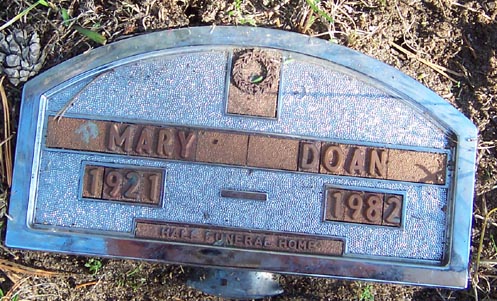 MARY DOAN
1921 - 1982
HALL FUNERAL HOME